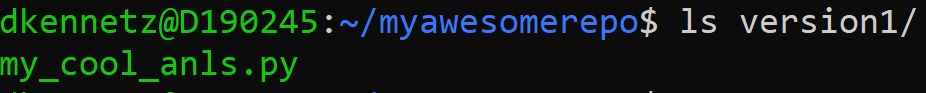 dkennetz@D190245:~/myawesomerepo$ ls version1/
my_cool_anls.py